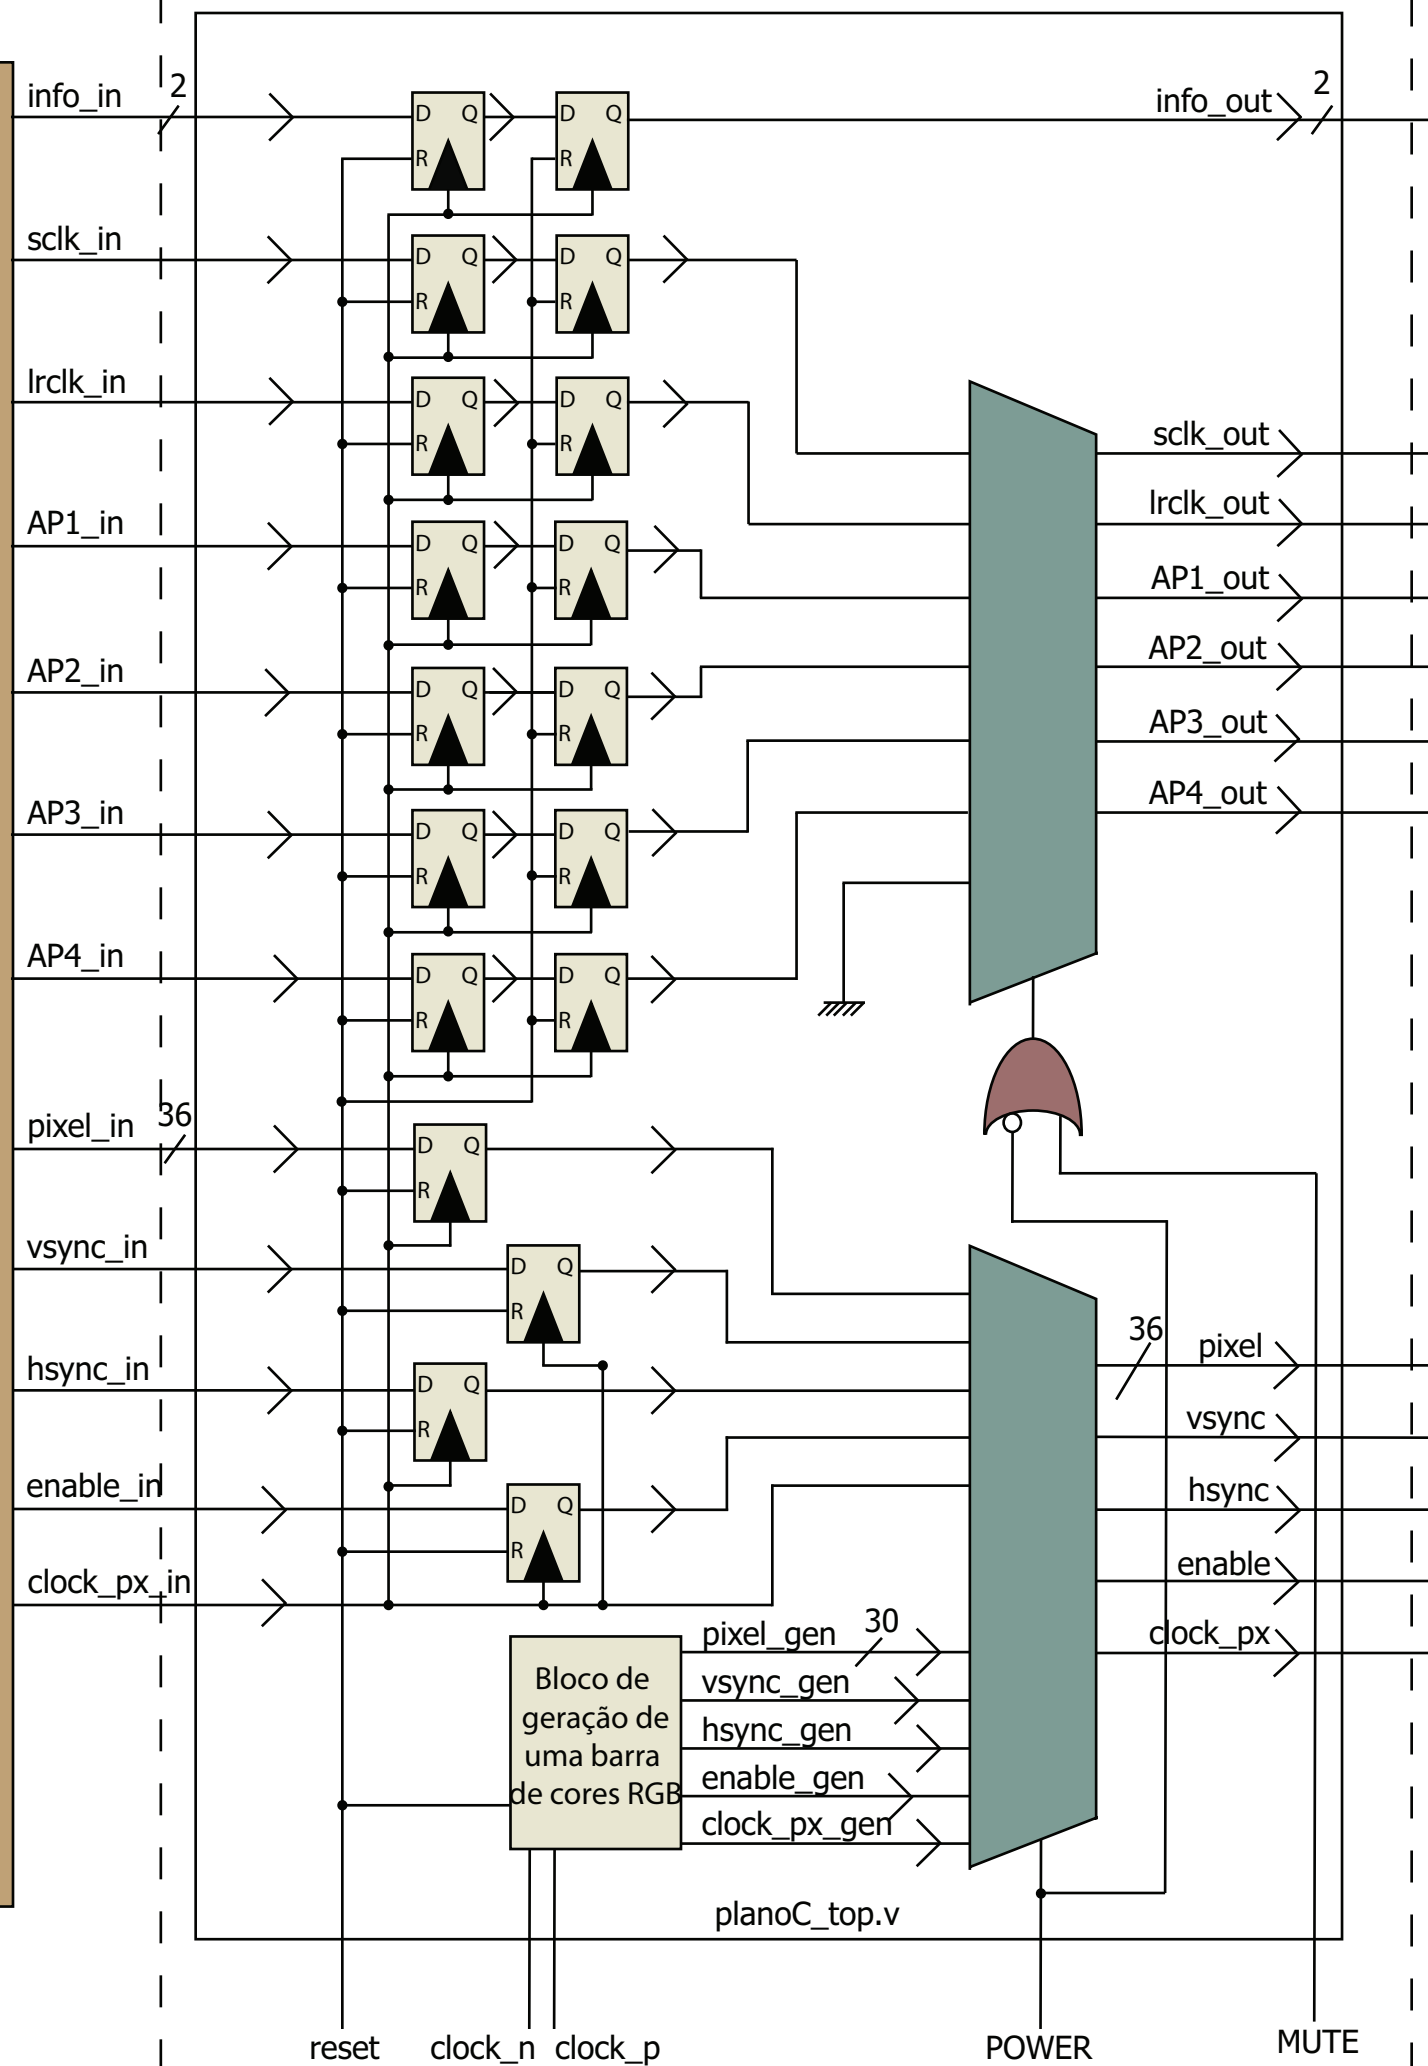 info_in
2
D Q
R
D Q
R
info_out
2
sclk_in
D Q
R
D Q
R
lrclk_in
D Q
R
D Q
R
sclk_out
lrclk_out
AP1_in
D Q
R
D Q
R
AP1_out
AP2_in
D Q
R
D Q
R
AP2_out
AP3_out
AP3_in
D Q
R
D Q
R
AP4_out
AP4_in
D Q
R
D Q
R
pixel_in
36
D Q
R
vsync_in
D Q
R
36
pixel
hsync_in
D Q
R
vsync
enable_in
D Q
R
hsync
clock_px_in
enable
pixel_gen
30
clock_px
Bloco de
geração de
uma barra
de cores RGB
vsync_gen
hsync_gen
enable_gen
clock_px_gen
planoC_top.v
reset
clock_n
clock_p
POWER
MUTE